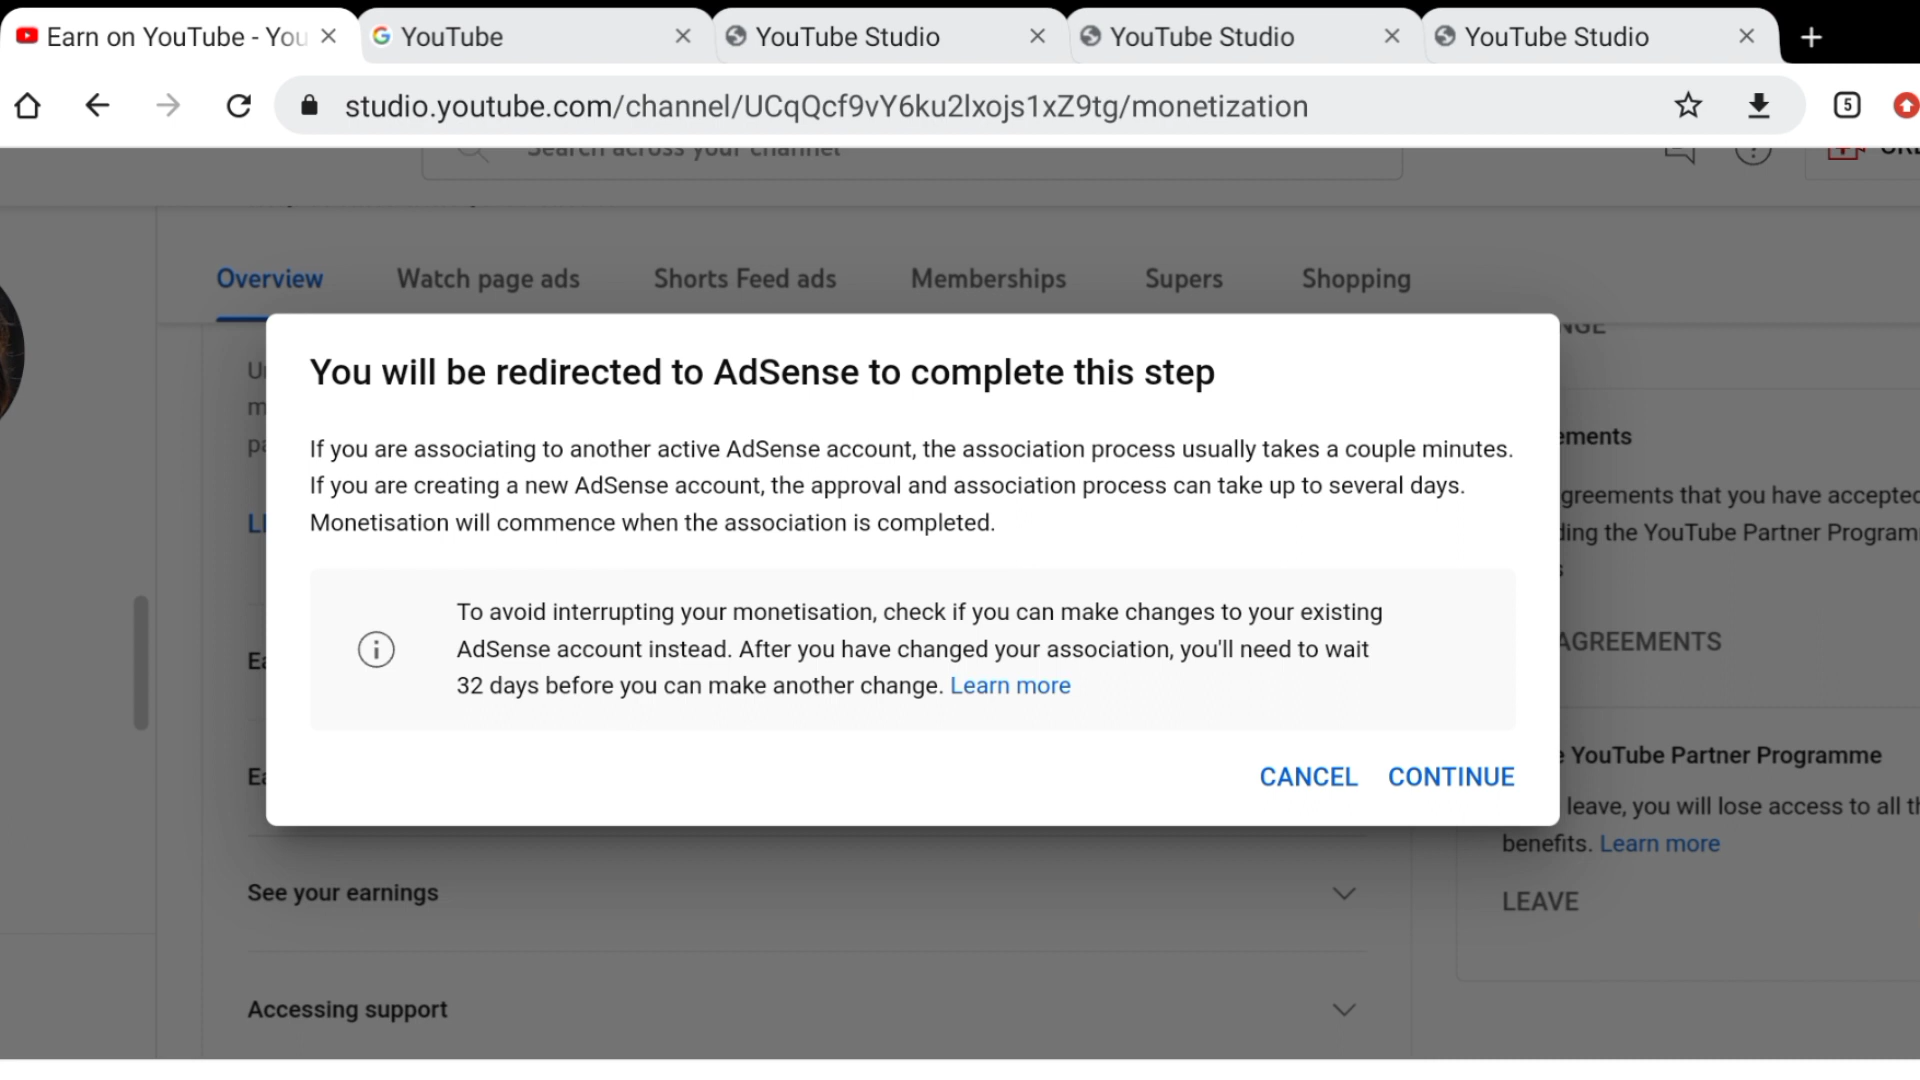 Earn on YouTube - You
YouTube
YouTube Studio
YouTube Studio
YouTube Studio
studio.youtube.com/channel/UCqQcf9vY6ku2lxojs1xZ9tg/monetization
5
Search across your channel
Overview
Watch page ads
Shorts Feed ads
Memberships
Supers
Shopping
You will be redirected to AdSense to complete this step
If you are associating to another active AdSense account, the association process usually takes a couple minutes.
If you are creating a new AdSense account, the approval and association process can take up to several days.
Monetisation will commence when the association is completed.
To avoid interrupting your monetisation, check if you can make changes to your existing
AdSense account instead. After you have changed your association, you'll need to wait
32 days before you can make another change. Learn more
CANCEL CONTINUE
ements
greements that you have accepted
ding the YouTube Partner Program
AGREEMENTS
YouTube Partner Programme
leave, you will lose access to all th
benefits. Learn more
LEAVE
See your earnings
Accessing support